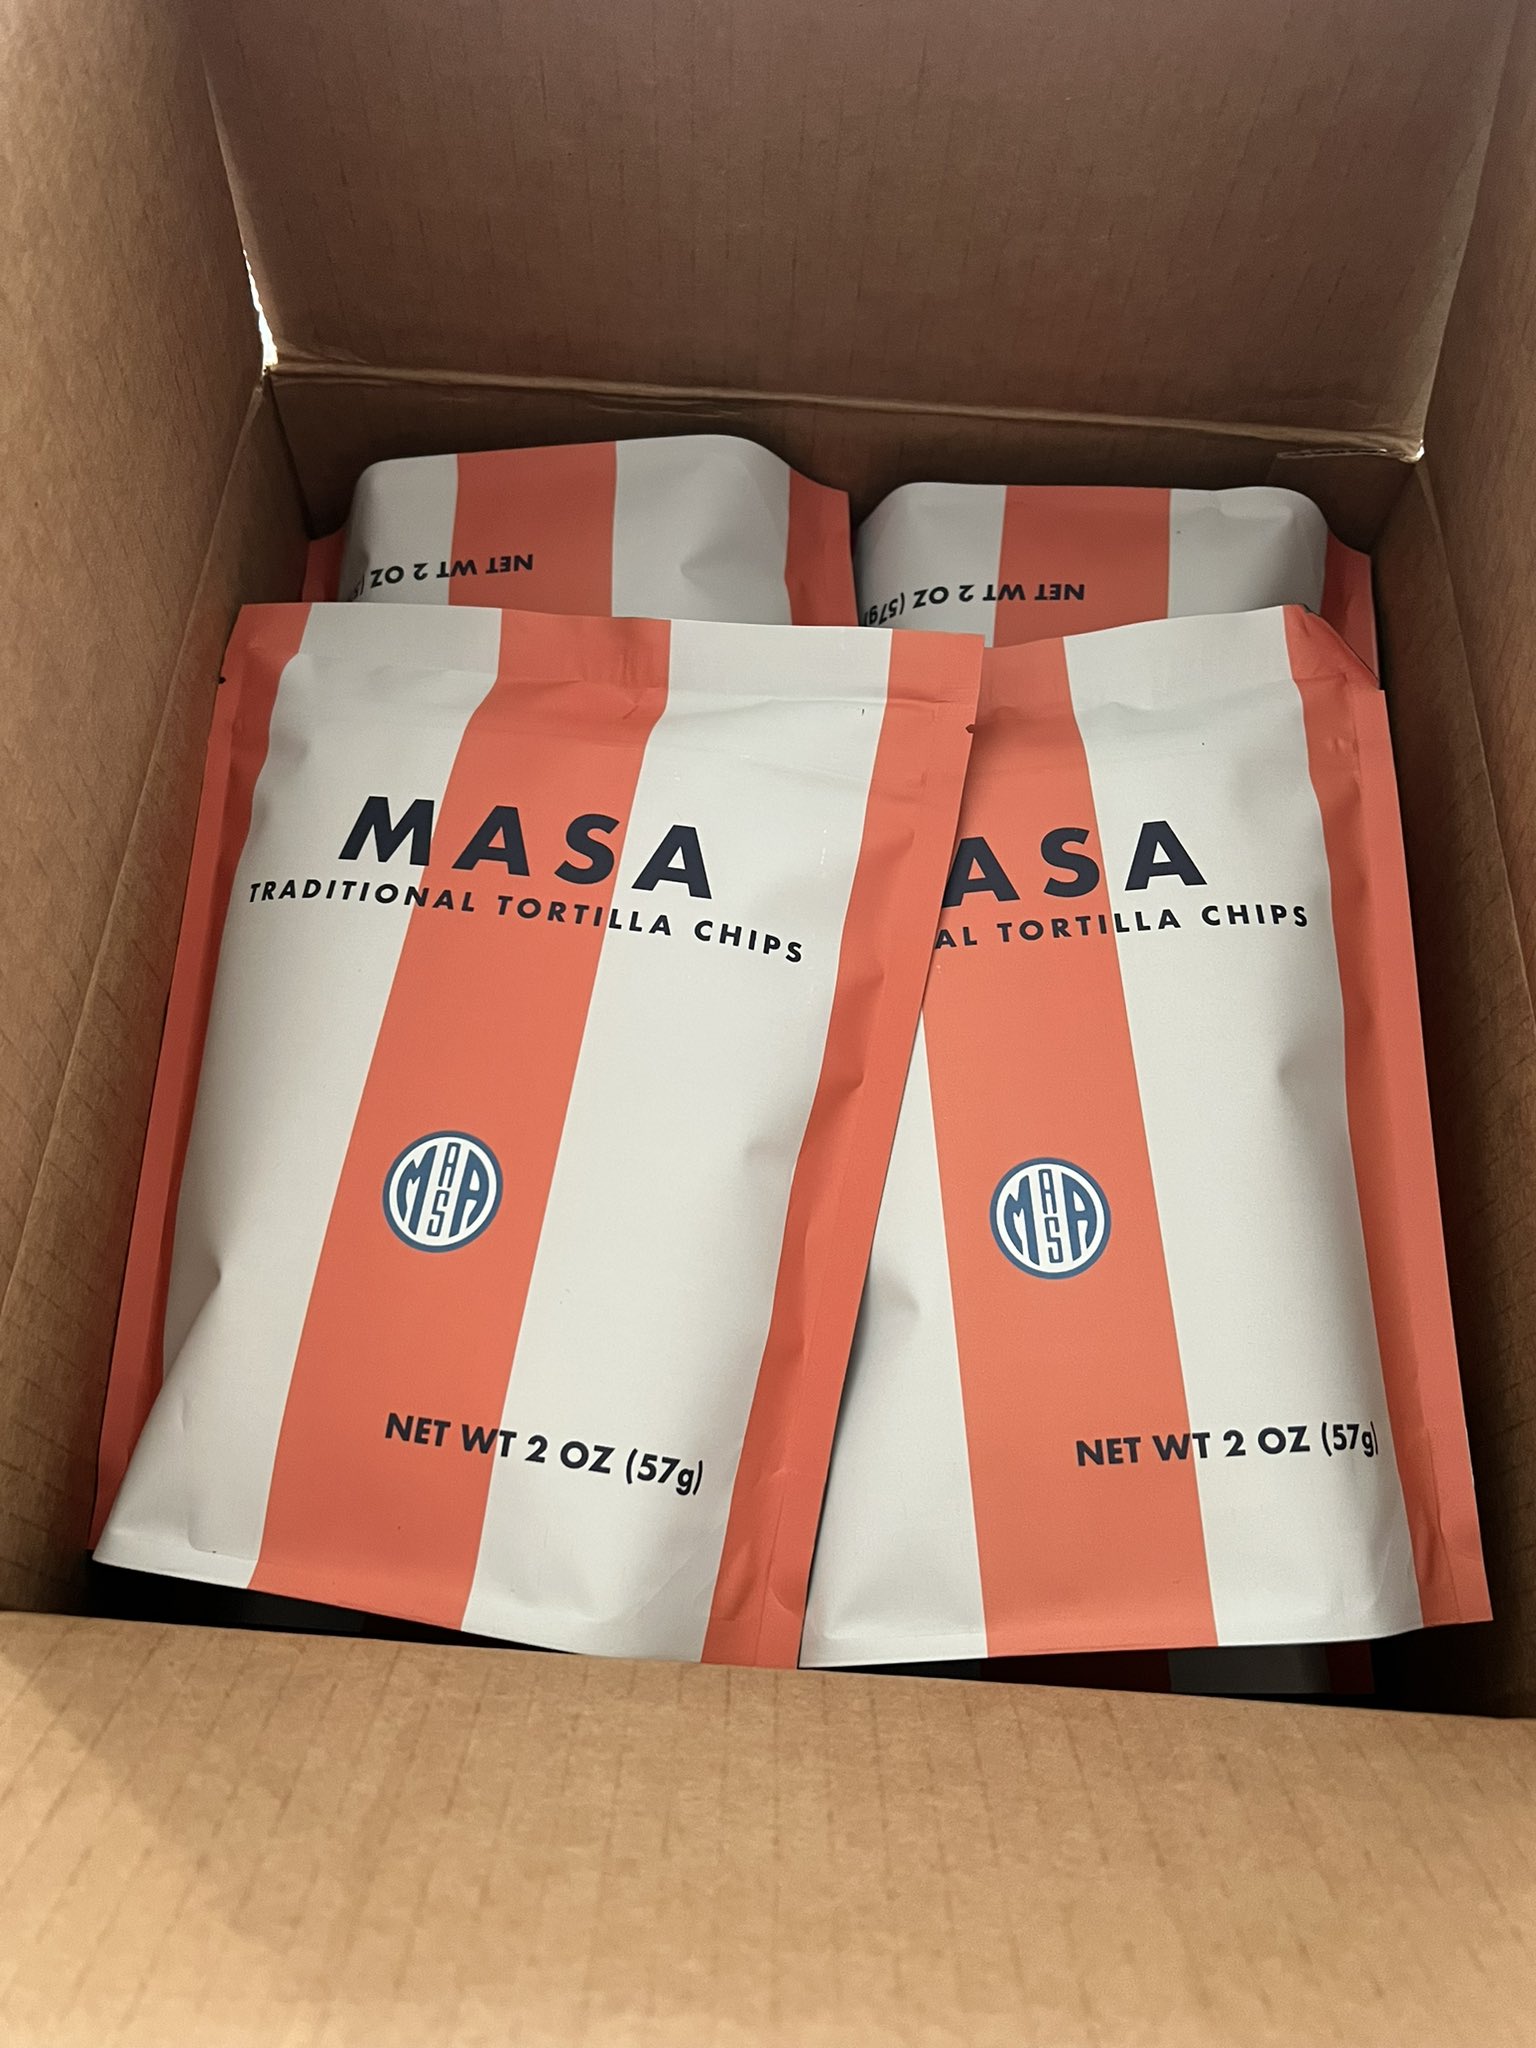 NET WT 2 OZ
NET WT 2 OZ (57g)
MASA
TRADITIONAL TORTILLA CHIPS
MASA
NET WT 2 OZ (57g)
ASA
AL TORTILLA CHIPS
MASA
NET WT 2 OZ (57g)